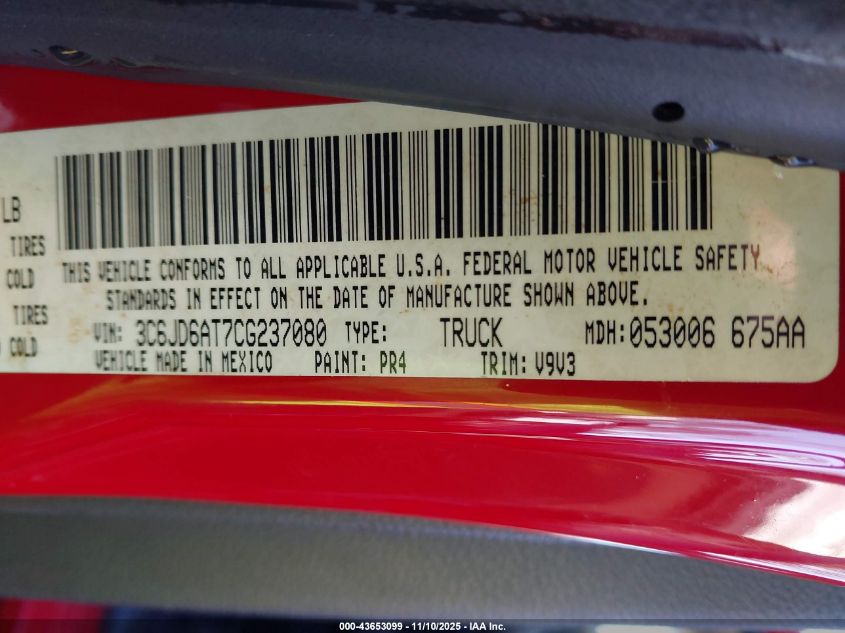 LB
TIRES
COLD
TIRES
COLD
THIS VEHICLE CONFORMS TO ALL APPLICABLE U.S.A. FEDERAL MOTOR VEHICLE SAFETY
STANDARDS IN EFFECT ON THE DATE OF MANUFACTURE SHOWN ABOVE.
VIN: 3C6JD6AT7CG237080 TYPE: TRUCK MDH: 053006 675AA
VEHICLE MADE IN MEXICO PAINT: PR4 TRIM: V9V3
000-43653099 - 11/10/2025 - IAA Inc.